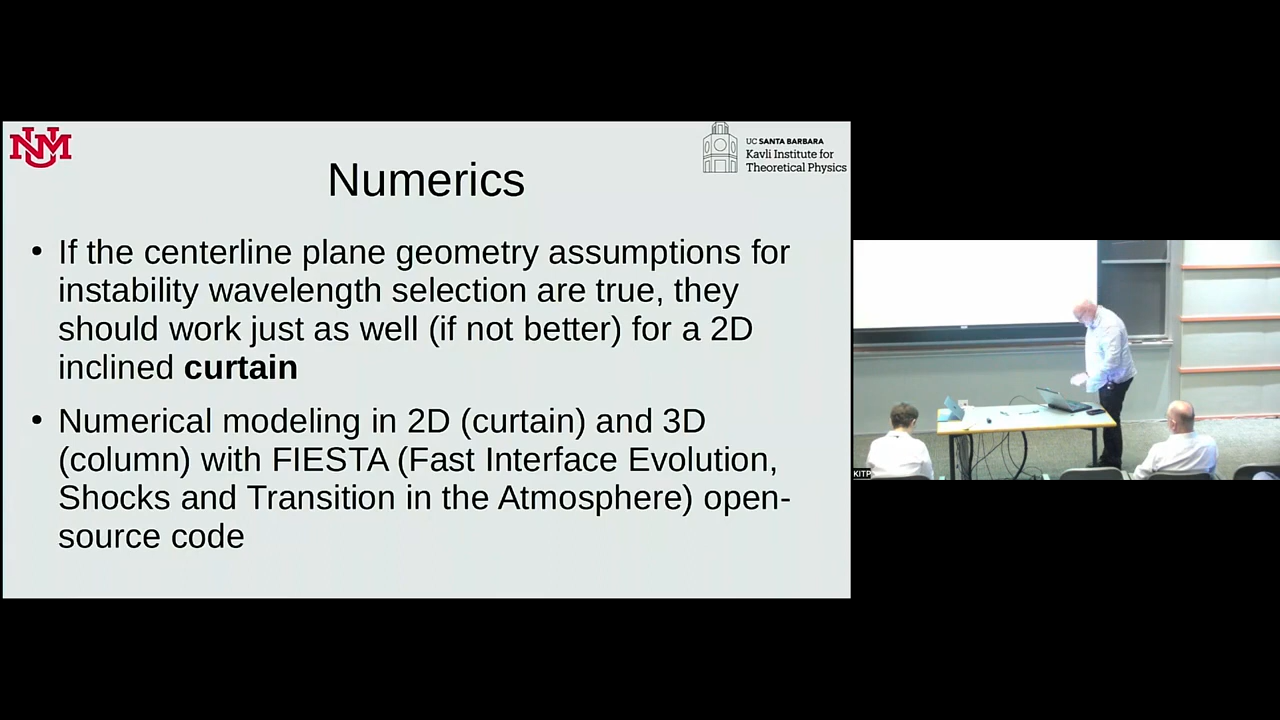 UNM
UC SANTA BARBARA
Kavli Institute for
Theoretical Physics
Numerics
• If the centerline plane geometry assumptions for
instability wavelength selection are true, they
should work just as well (if not better) for a 2D
inclined curtain
• Numerical modeling in 2D (curtain) and 3D
(column) with FIESTA (Fast Interface Evolution,
Shocks and Transition in the Atmosphere) open-
source code
KITP